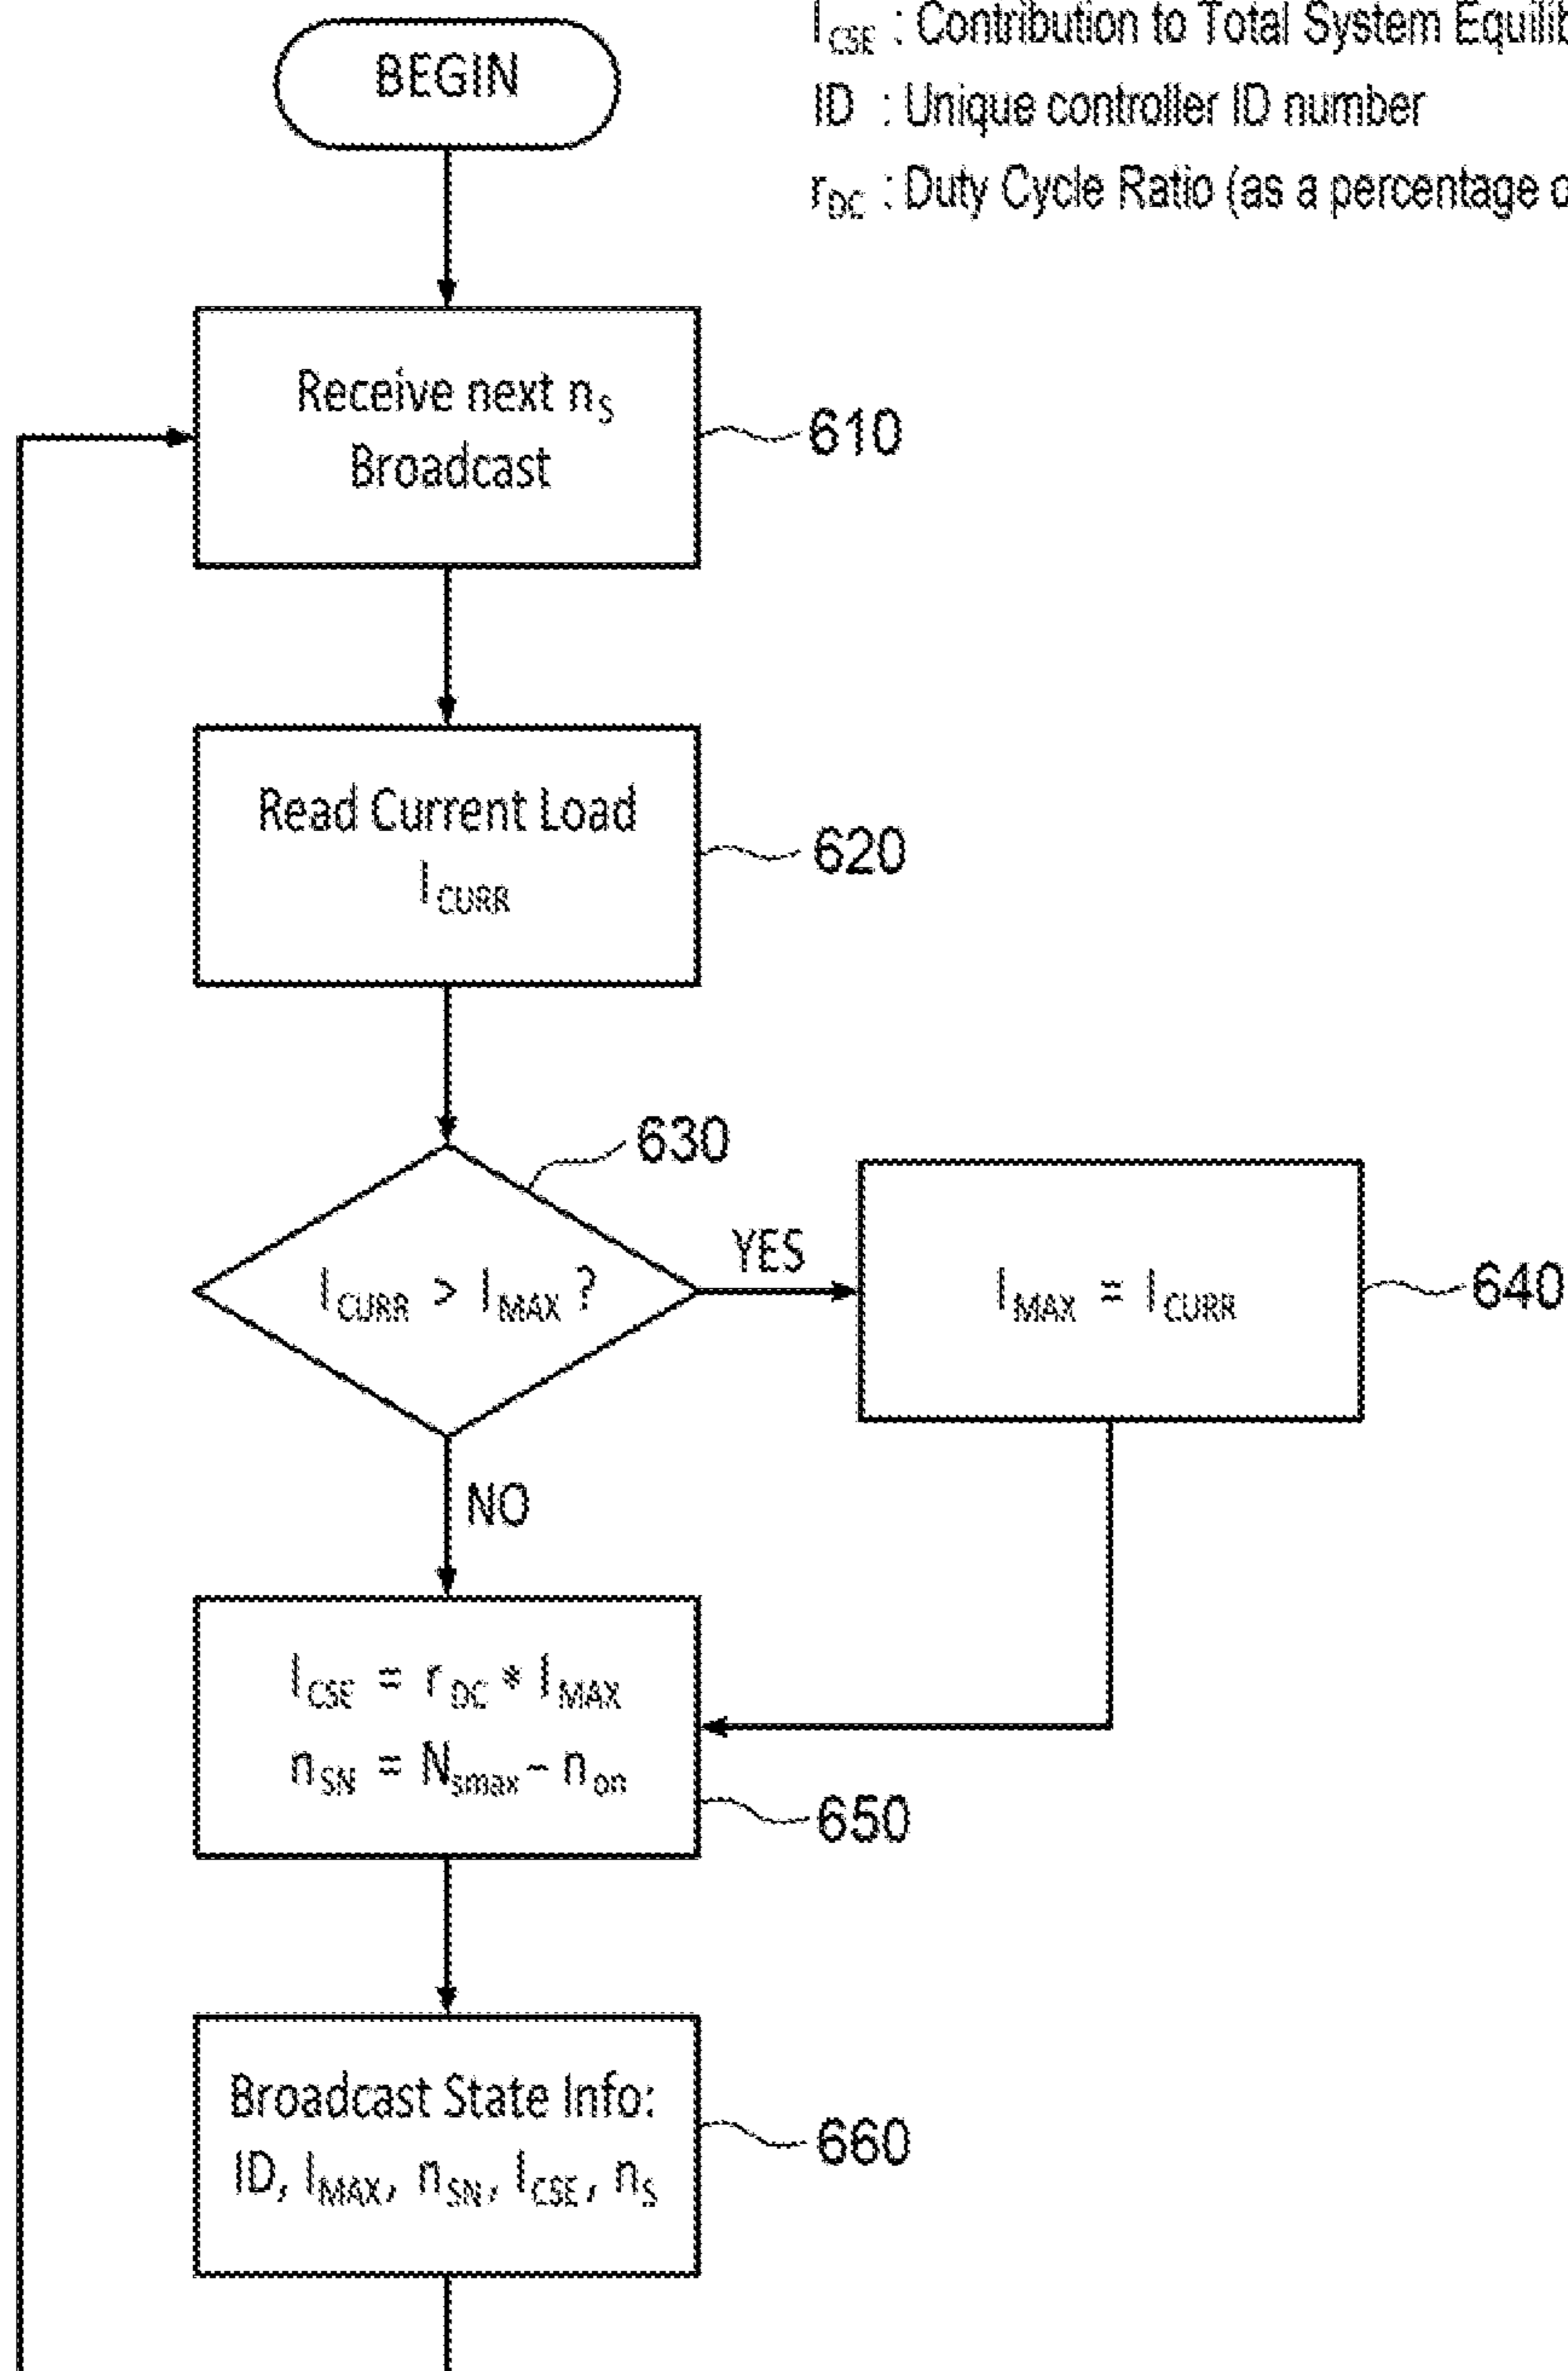 I_CSE : Contribution to Total System Equilib
ID : Unique controller ID number
r_DC : Duty Cycle Ratio (as a percentage o
BEGIN
Receive next n_S
Broadcast
610
Read Current Load
I_CURR
620
630
I_CURR > I_MAX ?
YES
I_MAX = I_CURR
640
NO
I_CSE = r_DC * I_MAX
n_SN = N_smax - n_on
650
Broadcast State Info:
ID, I_MAX, n_SN, I_CSE, n_S
660